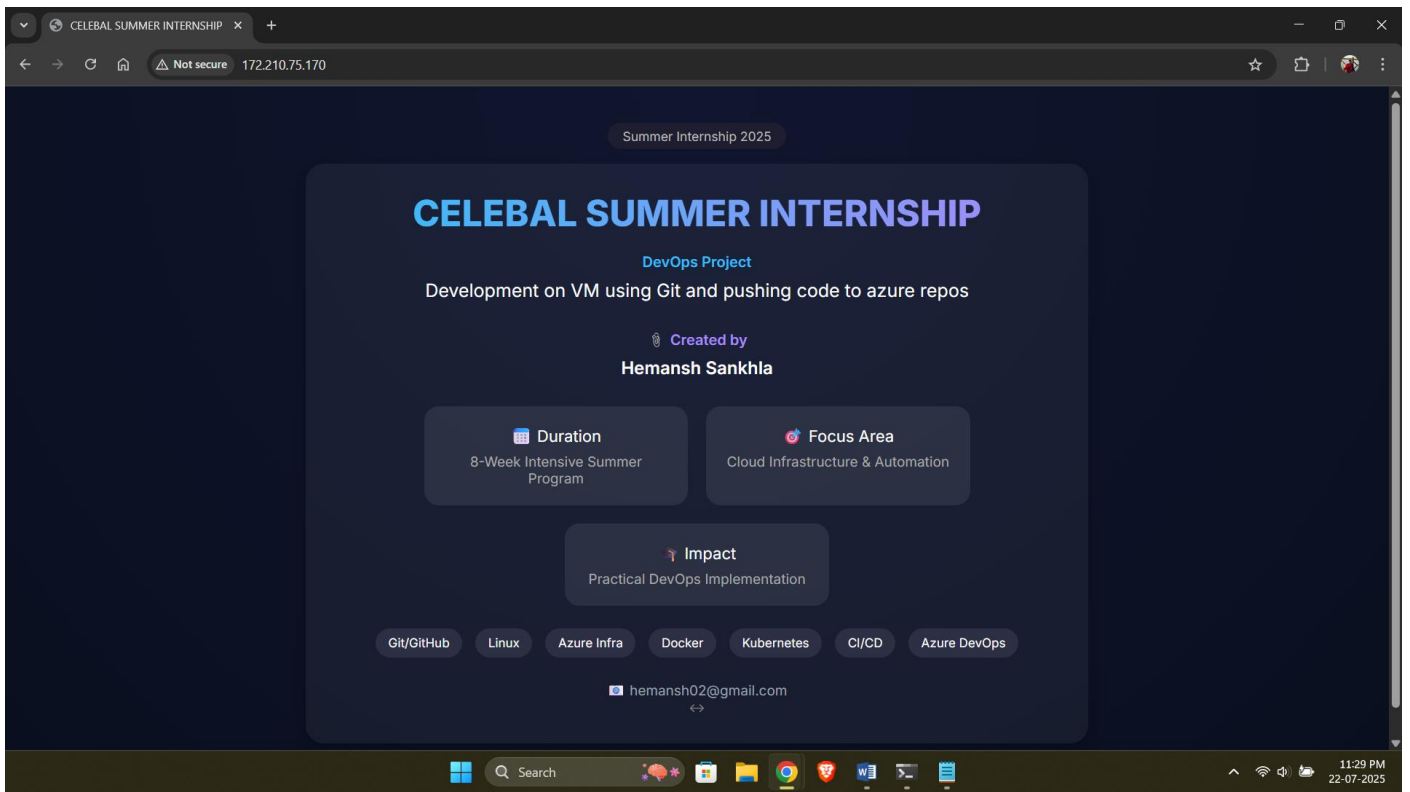 CELEBAL SUMMER INTERNSHIP
Not secure 172.210.75.170
Summer Internship 2025
CELEBAL SUMMER INTERNSHIP
DevOps Project
Development on VM using Git and pushing code to azure repos
Created by
Hemansh Sankhla
Duration
8-Week Intensive Summer
Program
Focus Area
Cloud Infrastructure & Automation
Impact
Practical DevOps Implementation
Git/GitHub Linux Azure Infra Docker Kubernetes CI/CD Azure DevOps
hemansh02@gmail.com
Search
11:29 PM
22-07-2025